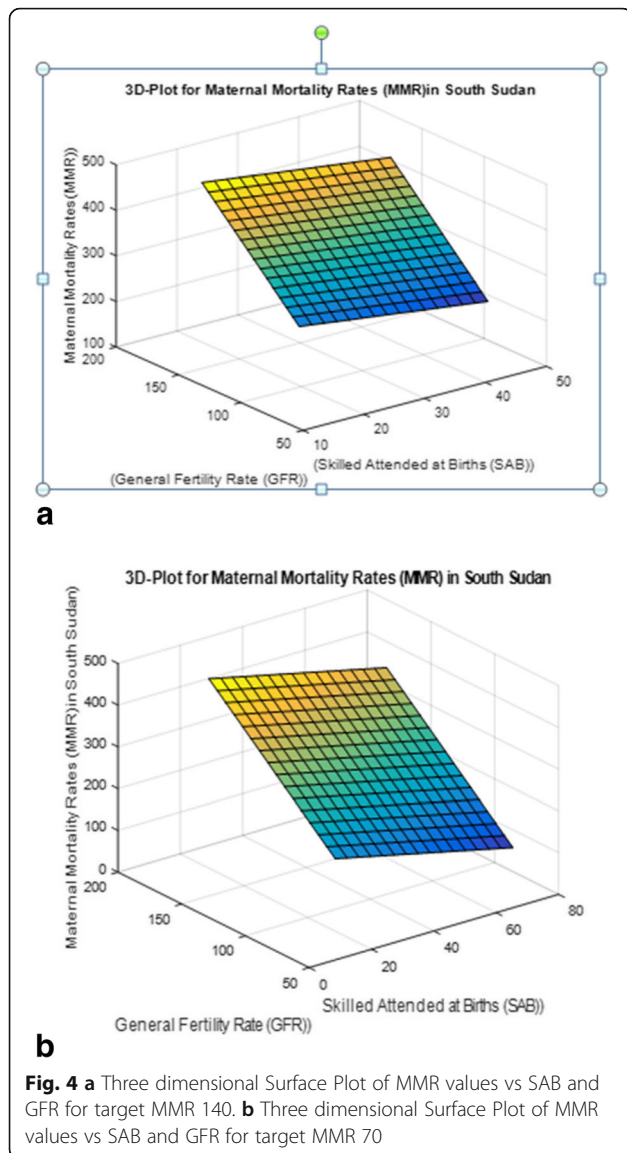 3D-Plot for Maternal Mortality Rates (MMR)in South Sudan
Maternal Mortality Rates (MMR))
500
400
300
200
100
200
150
100
50
10
20
30
40
50
(General Fertility Rate (GFR))
(Skilled Attended at Births (SAB))
a
3D-Plot for Maternal Mortality Rates (MMR) in South Sudan
Maternal Mortality Rates (MMR) in South Sudan)
500
400
300
200
100
0
200
150
100
50
0
20
40
60
80
General Fertility Rate (GFR))
Skilled Attended at Births (SAB))
b
Fig. 4 a Three dimensional Surface Plot of MMR values vs SAB and
GFR for target MMR 140. b Three dimensional Surface Plot of MMR
values vs SAB and GFR for target MMR 70